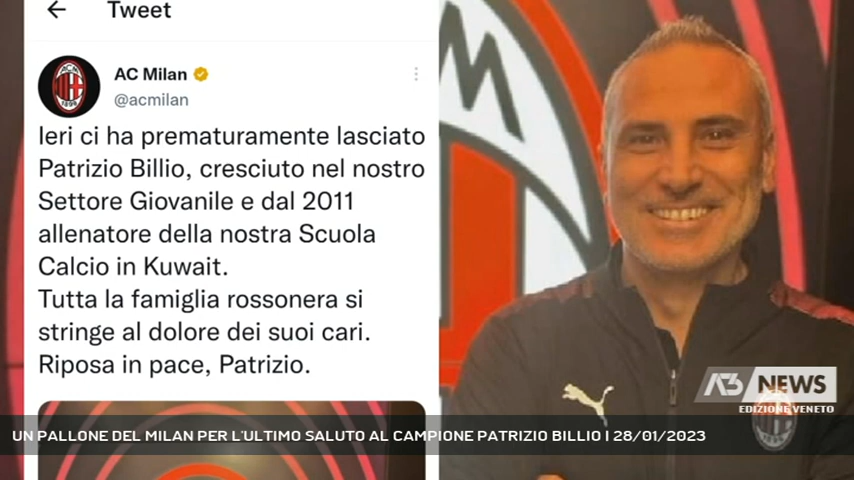 Tweet
AC Milan
@acmilan
Ieri ci ha prematuramente lasciato
Patrizio Billio, cresciuto nel nostro
Settore Giovanile e dal 2011
allenatore della nostra Scuola
Calcio in Kuwait.
Tutta la famiglia rossonera si
stringe al dolore dei suoi cari.
Riposa in pace, Patrizio.
A3 NEWS
EDIZIONE VENETO
UN PALLONE DEL MILAN PER L'ULTIMO SALUTO AL CAMPIONE PATRIZIO BILLIO | 28/01/2023